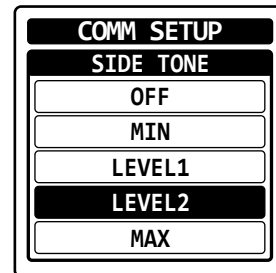 COMM SETUP
SIDE TONE
OFF
MIN
LEVEL1
LEVEL2
MAX